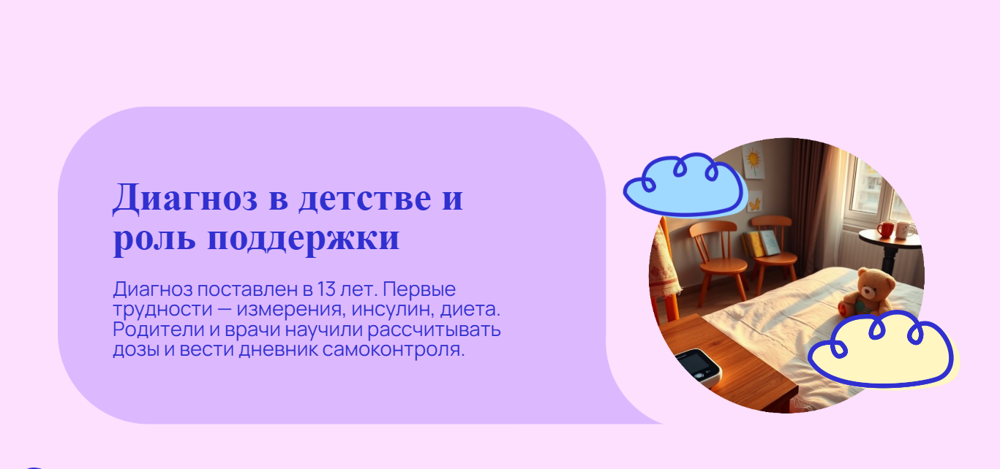 Диагноз в детстве и
роль поддержки
Диагноз поставлен в 13 лет. Первые
трудности — измерения, инсулин, диета.
Родители и врачи научили рассчитывать
дозы и вести дневник самоконтроля.